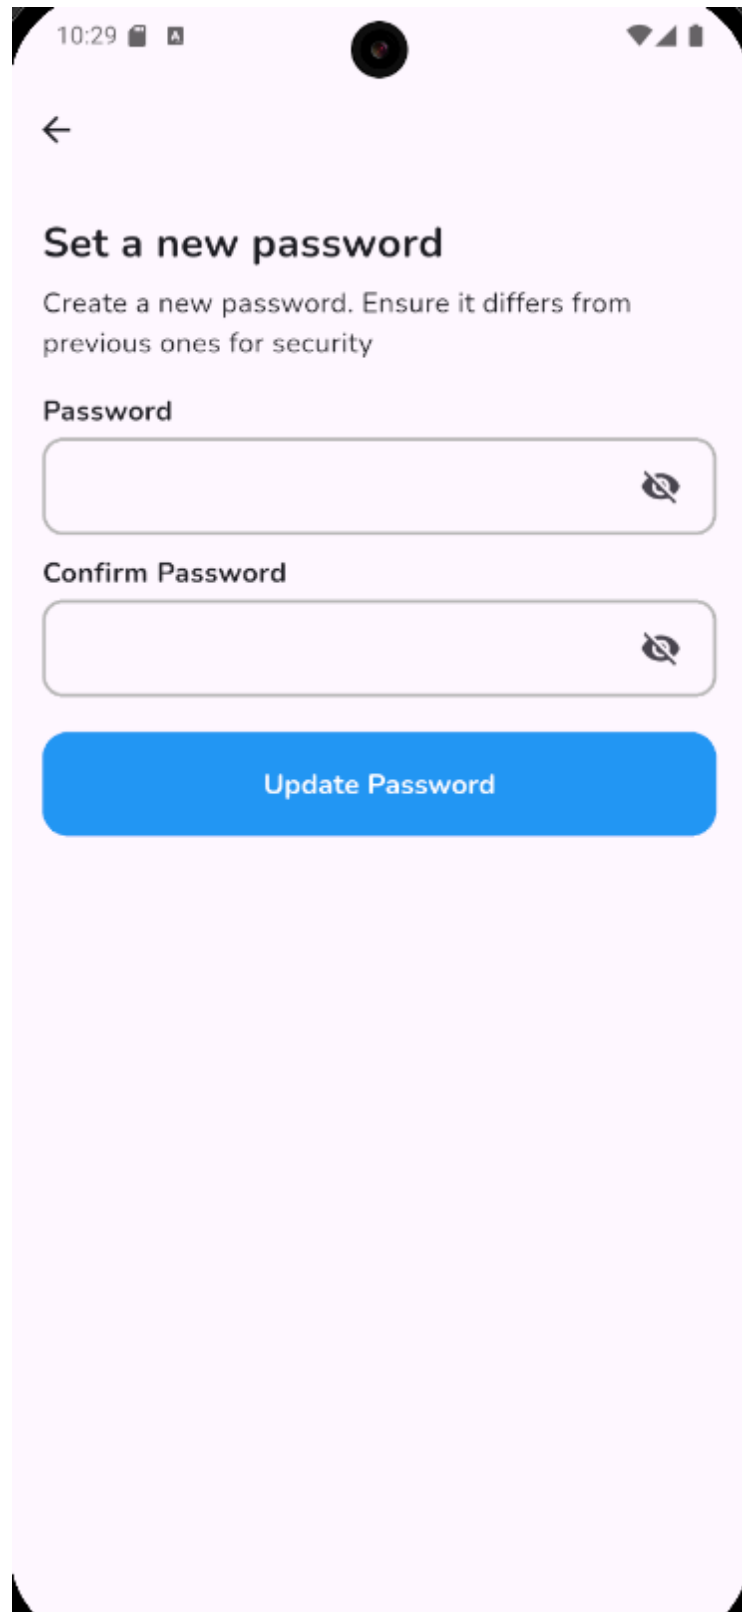 10:29
Set a new password
Create a new password. Ensure it differs from
previous ones for security
Password
Confirm Password
Update Password